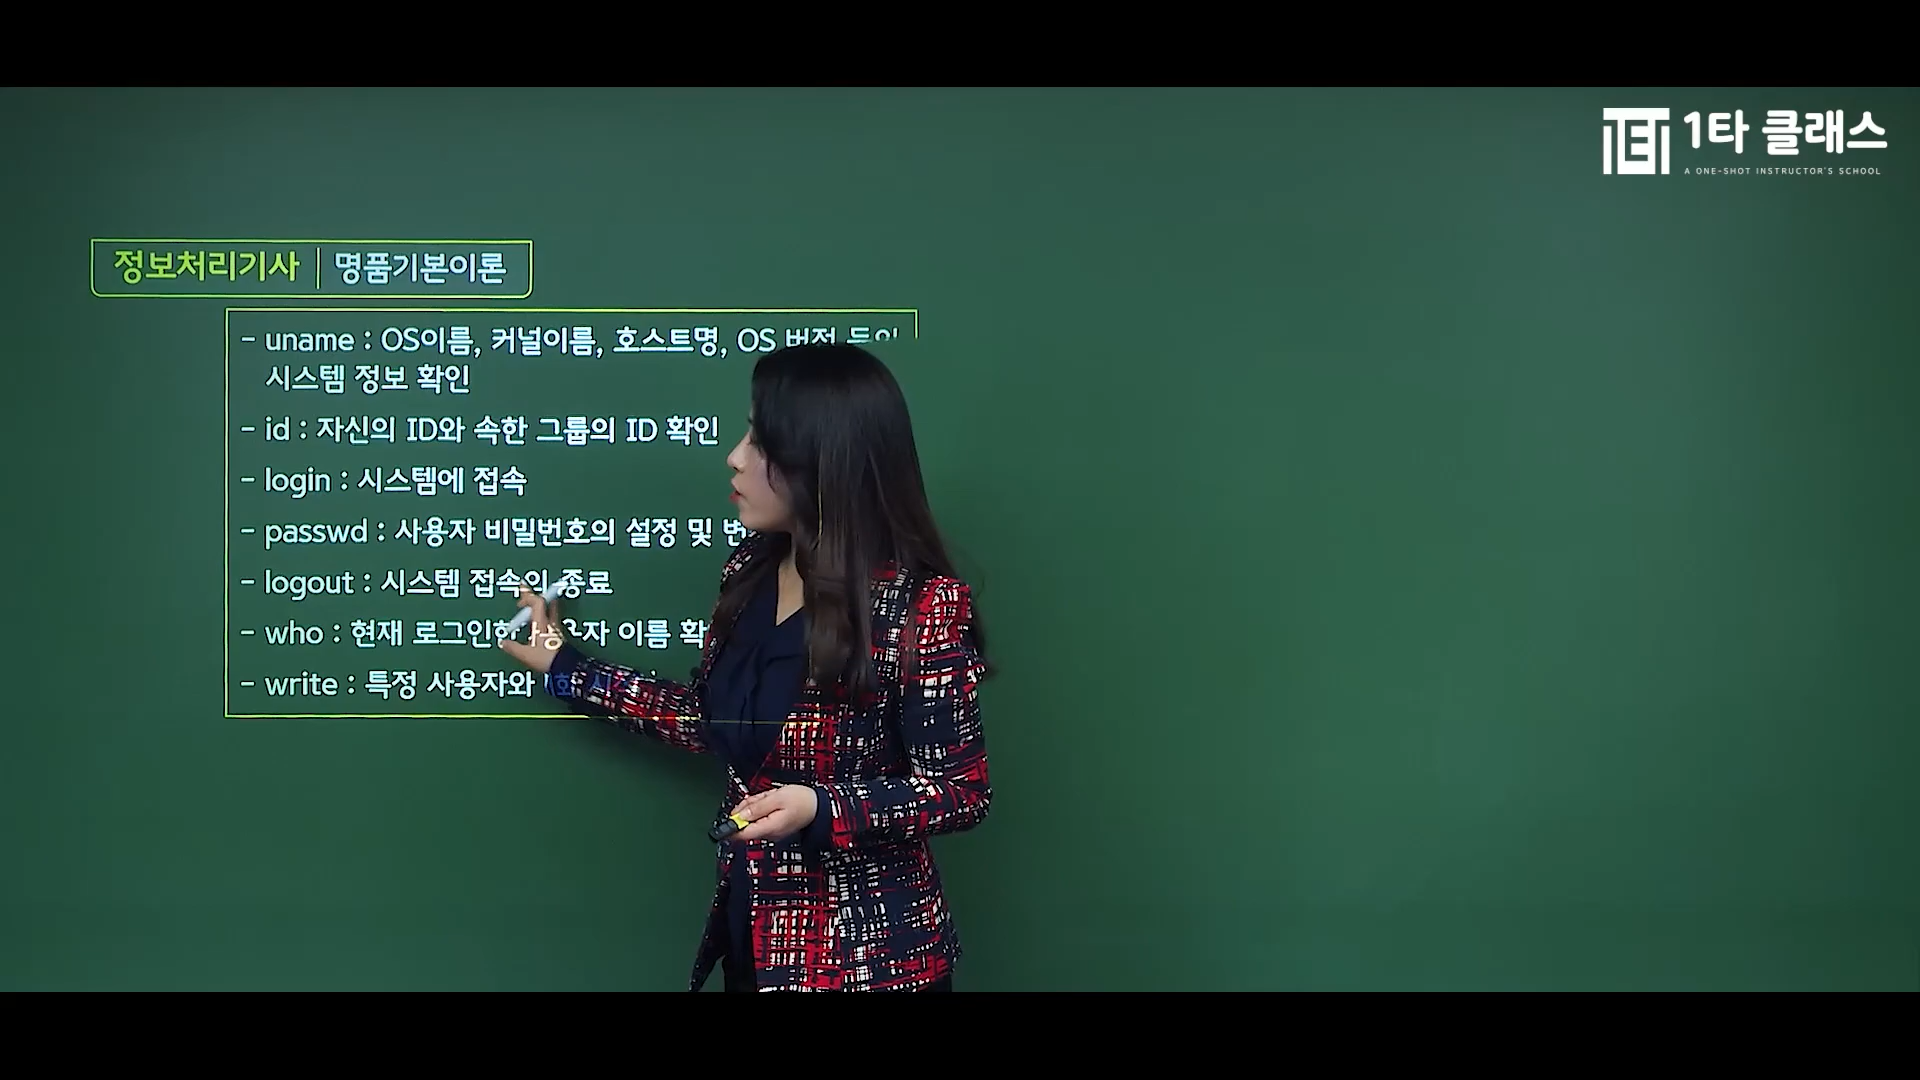 1타 클래스
A ONE-SHOT INSTRUCTOR'S SCHOOL
정보처리기사 | 명품기본이론
- uname : OS이름, 커널이름, 호스트명, OS 버전 등의
시스템 정보 확인
- id : 자신의 ID와 속한 그룹의 ID 확인
- login : 시스템에 접속
- passwd : 사용자 비밀번호의 설정 및
- logout : 시스템 접속의 종료
- who : 현재 로그인한 사용자 이름
- write : 특정 사용자와